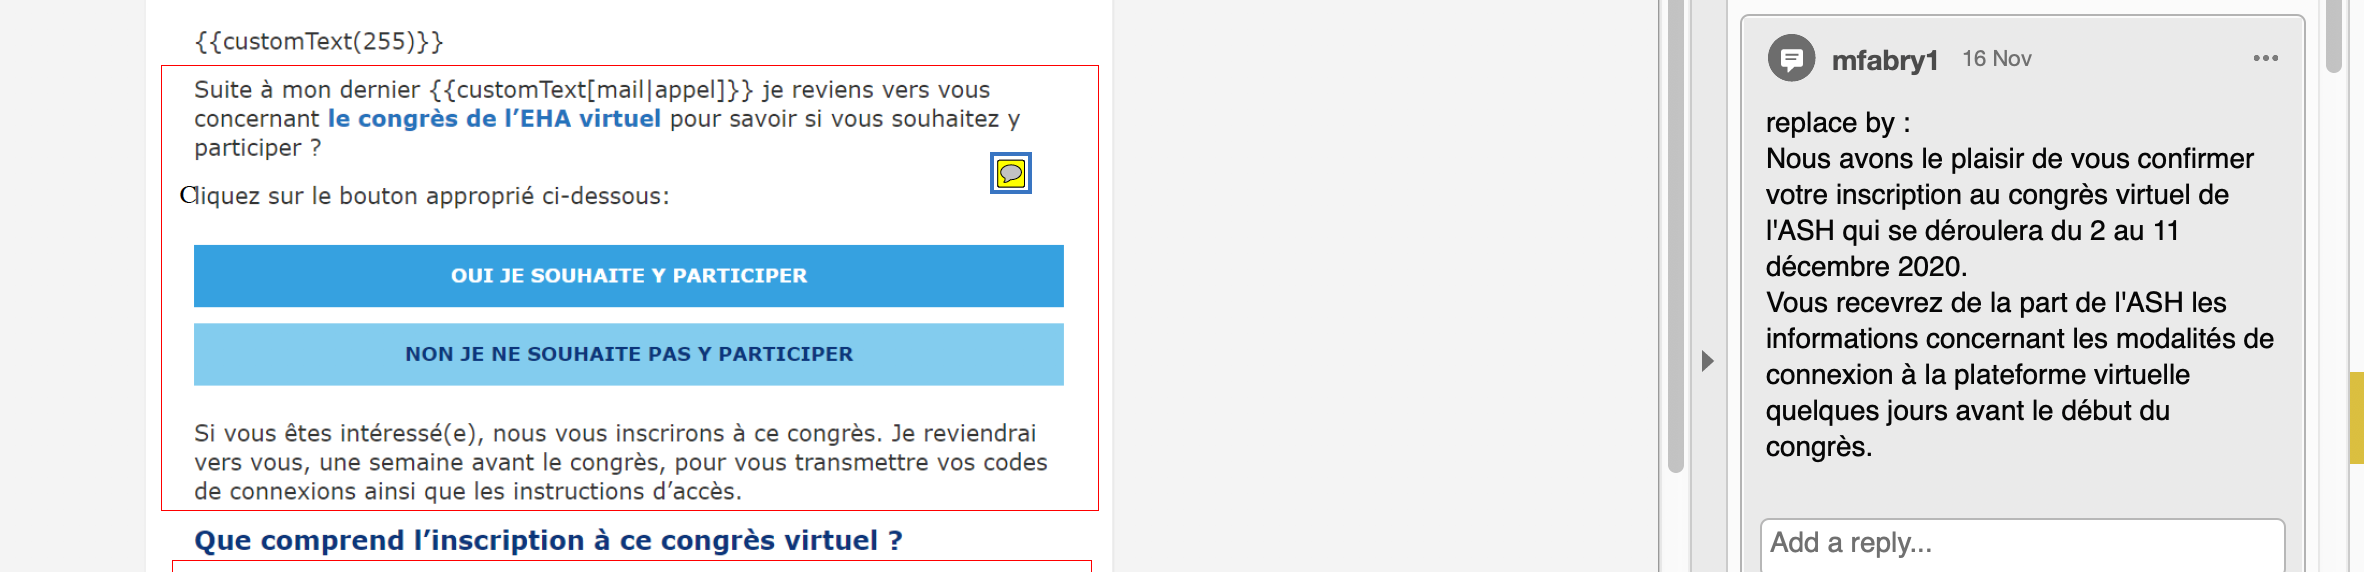 {{customText(255)}}
Suite à mon dernier {{customText[mail|appel]}} je reviens vers vous
concernant le congrès de l’EHA virtuel pour savoir si vous souhaitez y
participer ?
Cliquez sur le bouton approprié ci-dessous:
OUI JE SOUHAITE Y PARTICIPER
NON JE NE SOUHAITE PAS Y PARTICIPER
Si vous êtes intéressé(e), nous vous inscrirons à ce congrès. Je reviendrai
vers vous, une semaine avant le congrès, pour vous transmettre vos codes
de connexions ainsi que les instructions d’accès.
Que comprend l’inscription à ce congrès virtuel ?
mfabry1 16 Nov
replace by :
Nous avons le plaisir de vous confirmer
votre inscription au congrès virtuel de
l'ASH qui se déroulera du 2 au 11
décembre 2020.
Vous recevrez de la part de l'ASH les
informations concernant les modalités de
connexion à la plateforme virtuelle
quelques jours avant le début du
congrès.
Add a reply...